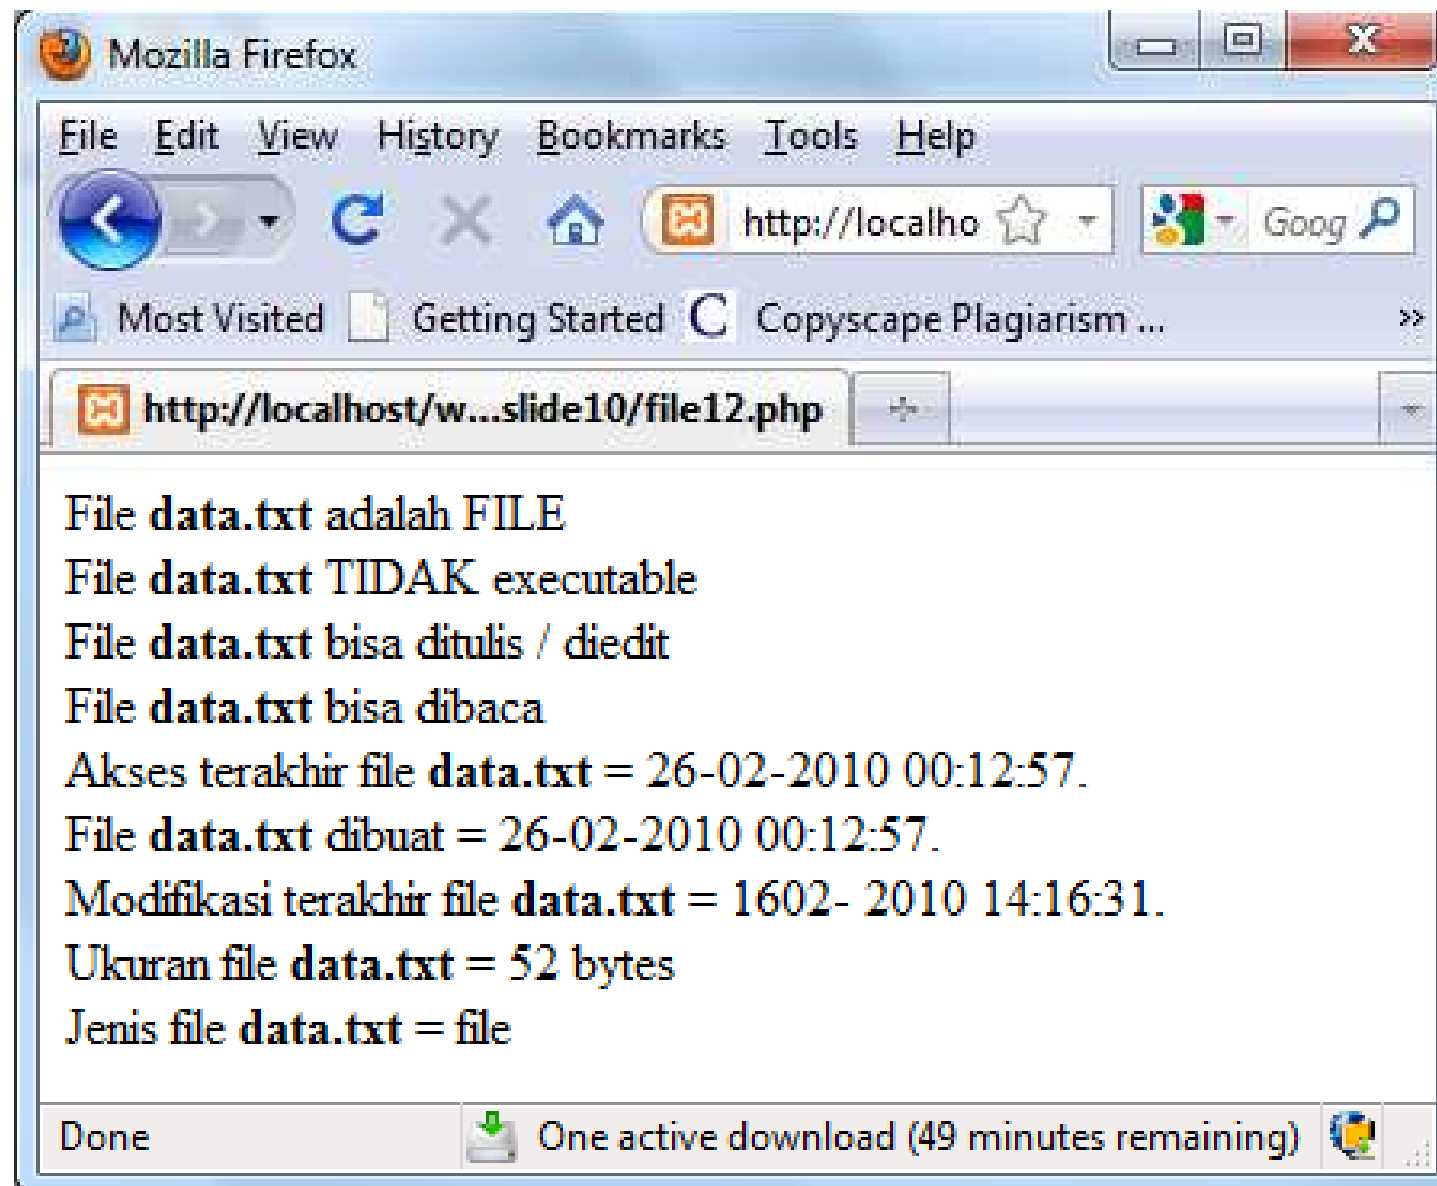 Mozilla Firefox
File Edit View History Bookmarks Tools Help
http://localho Goog
Most Visited Getting Started C Copyscape Plagiarism ... »
http://localhost/w...slide10/file12.php
File data.txt adalah FILE
File data.txt TIDAK executable
File data.txt bisa ditulis / diedit
File data.txt bisa dibaca
Akses terakhir file data.txt = 26-02-2010 00:12:57.
File data.txt dibuat = 26-02-2010 00:12:57.
Modifikasi terakhir file data.txt = 1602- 2010 14:16:31.
Ukuran file data.txt = 52 bytes
Jenis file data.txt = file
Done One active download (49 minutes remaining)